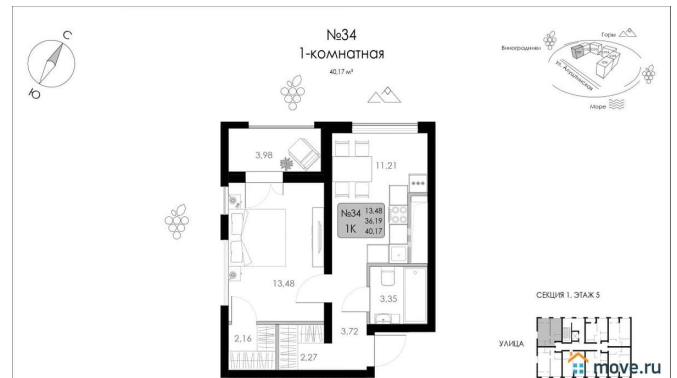 №34
1-комнатная
40,17 м²
С
Ю
Горы
Виноградники
ул. Алуштинская
Море
3,98
11,21
№34
1К
13,48
36,19
40,17
13,48
3,35
2,16
2,27
3,72
СЕКЦИЯ 1, ЭТАЖ 5
УЛИЦА
move.ru